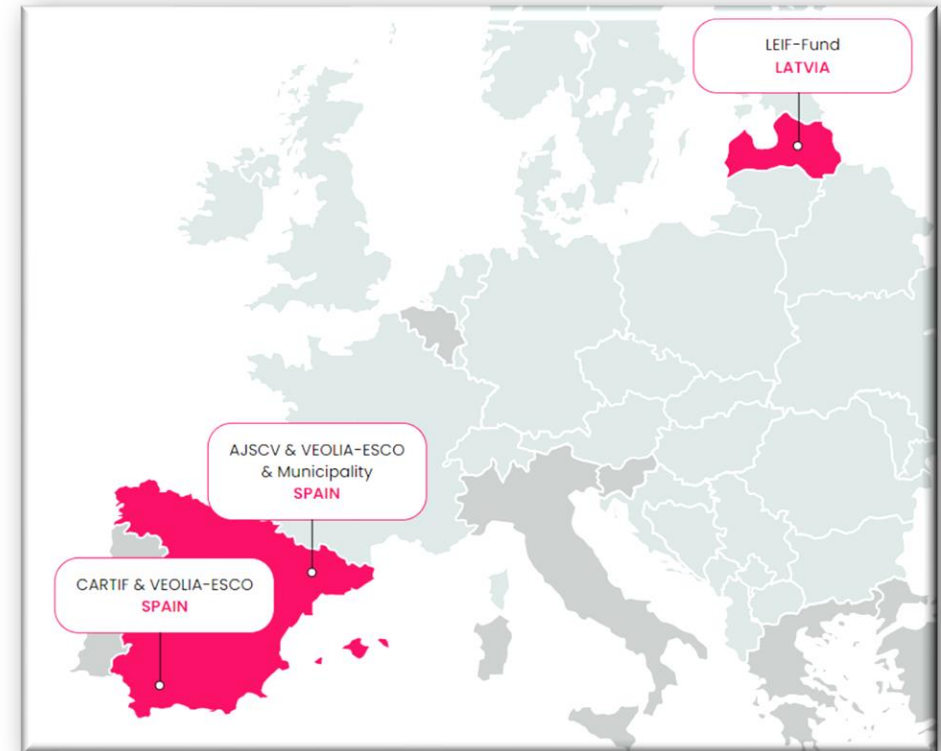 LEIF-Fund
LATVIA
AJSCV & VEOLIA-ESCO
& Municipality
SPAIN
CARTIF & VEOLIA-ESCO
SPAIN